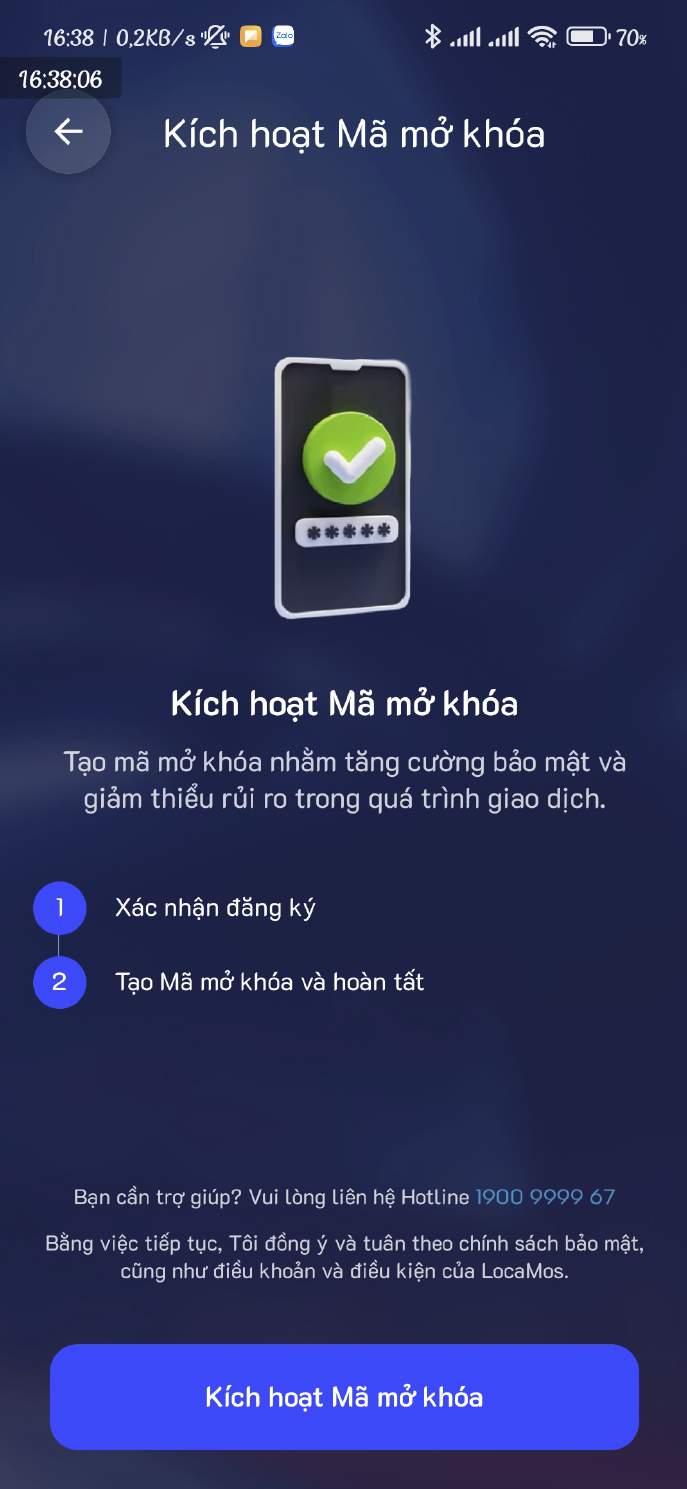 16:38 | 0,2KB/s Zalo 70%
16:38:06
Kích hoạt Mã mở khóa
*****
Kích hoạt Mã mở khóa
Tạo mã mở khóa nhằm tăng cường bảo mật và
giảm thiểu rủi ro trong quá trình giao dịch.
1 Xác nhận đăng ký
2 Tạo Mã mở khóa và hoàn tất
Bạn cần trợ giúp? Vui lòng liên hệ Hotline 1900 9999 67
Bằng việc tiếp tục, Tôi đồng ý và tuân theo chính sách bảo mật,
cũng như điều khoản và điều kiện của LocaMos.
Kích hoạt Mã mở khóa